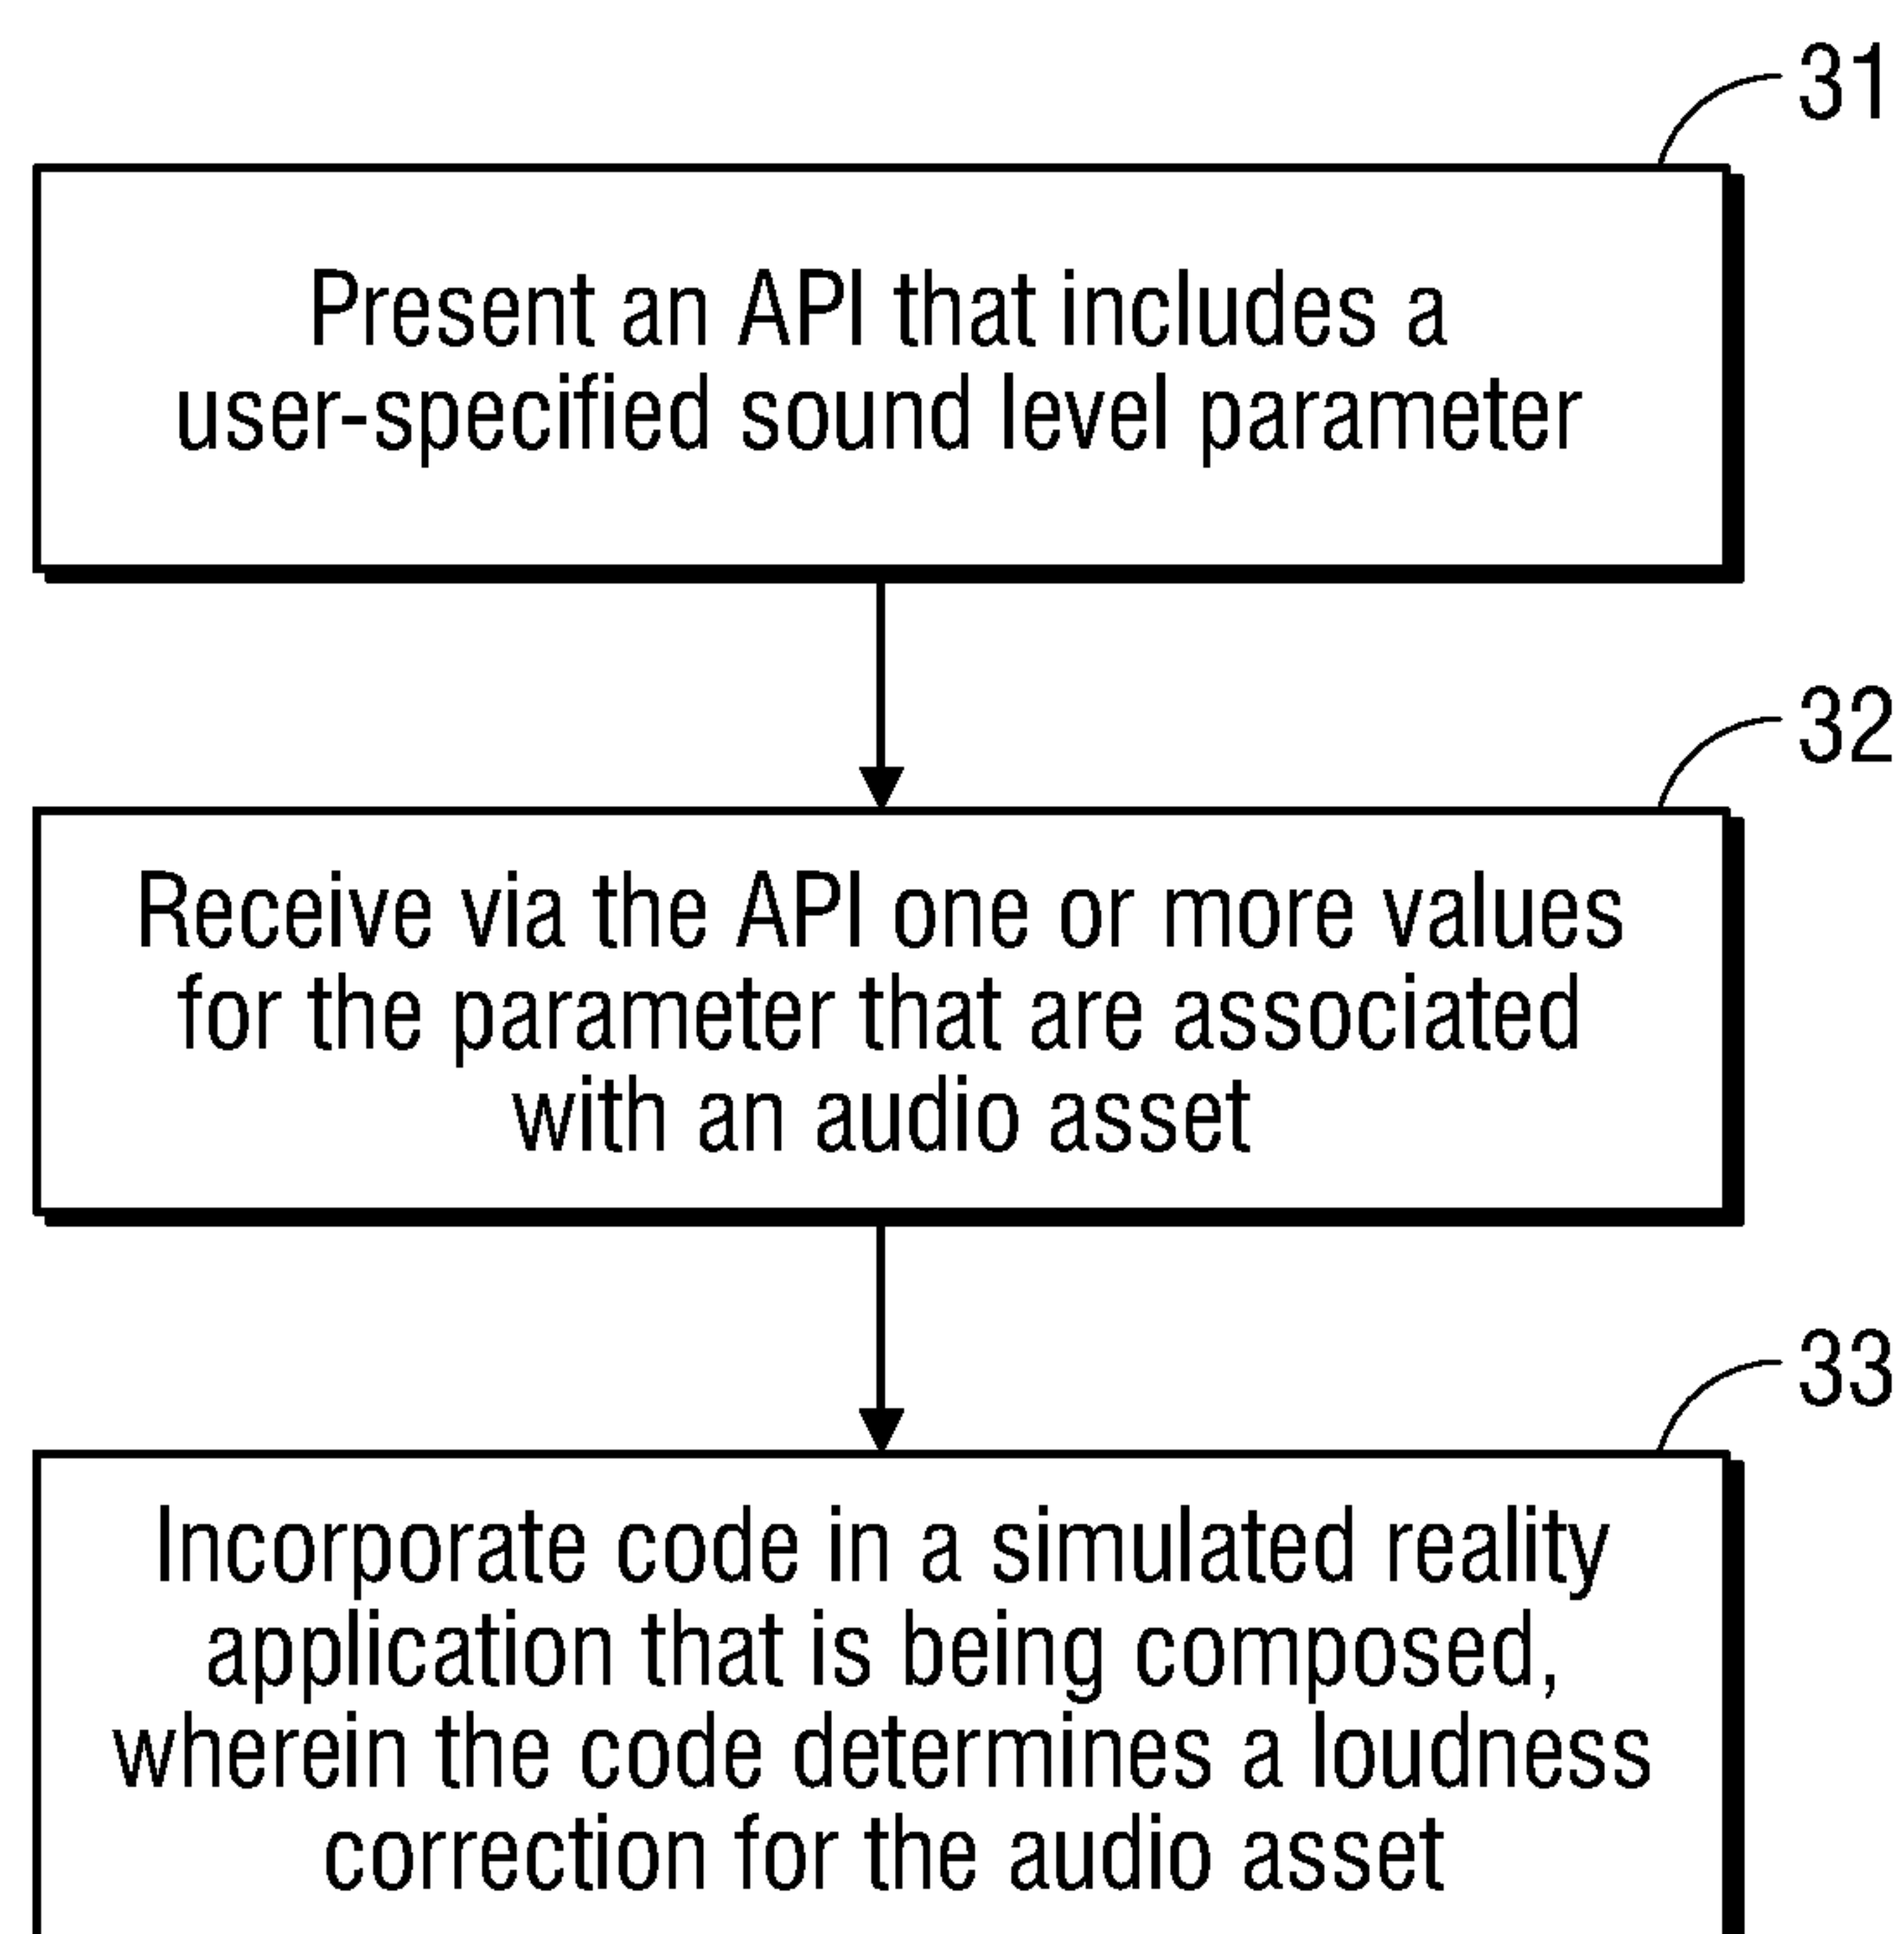 31
Present an API that includes a
user-specified sound level parameter
32
Receive via the API one or more values
for the parameter that are associated
with an audio asset
33
Incorporate code in a simulated reality
application that is being composed,
wherein the code determines a loudness
correction for the audio asset